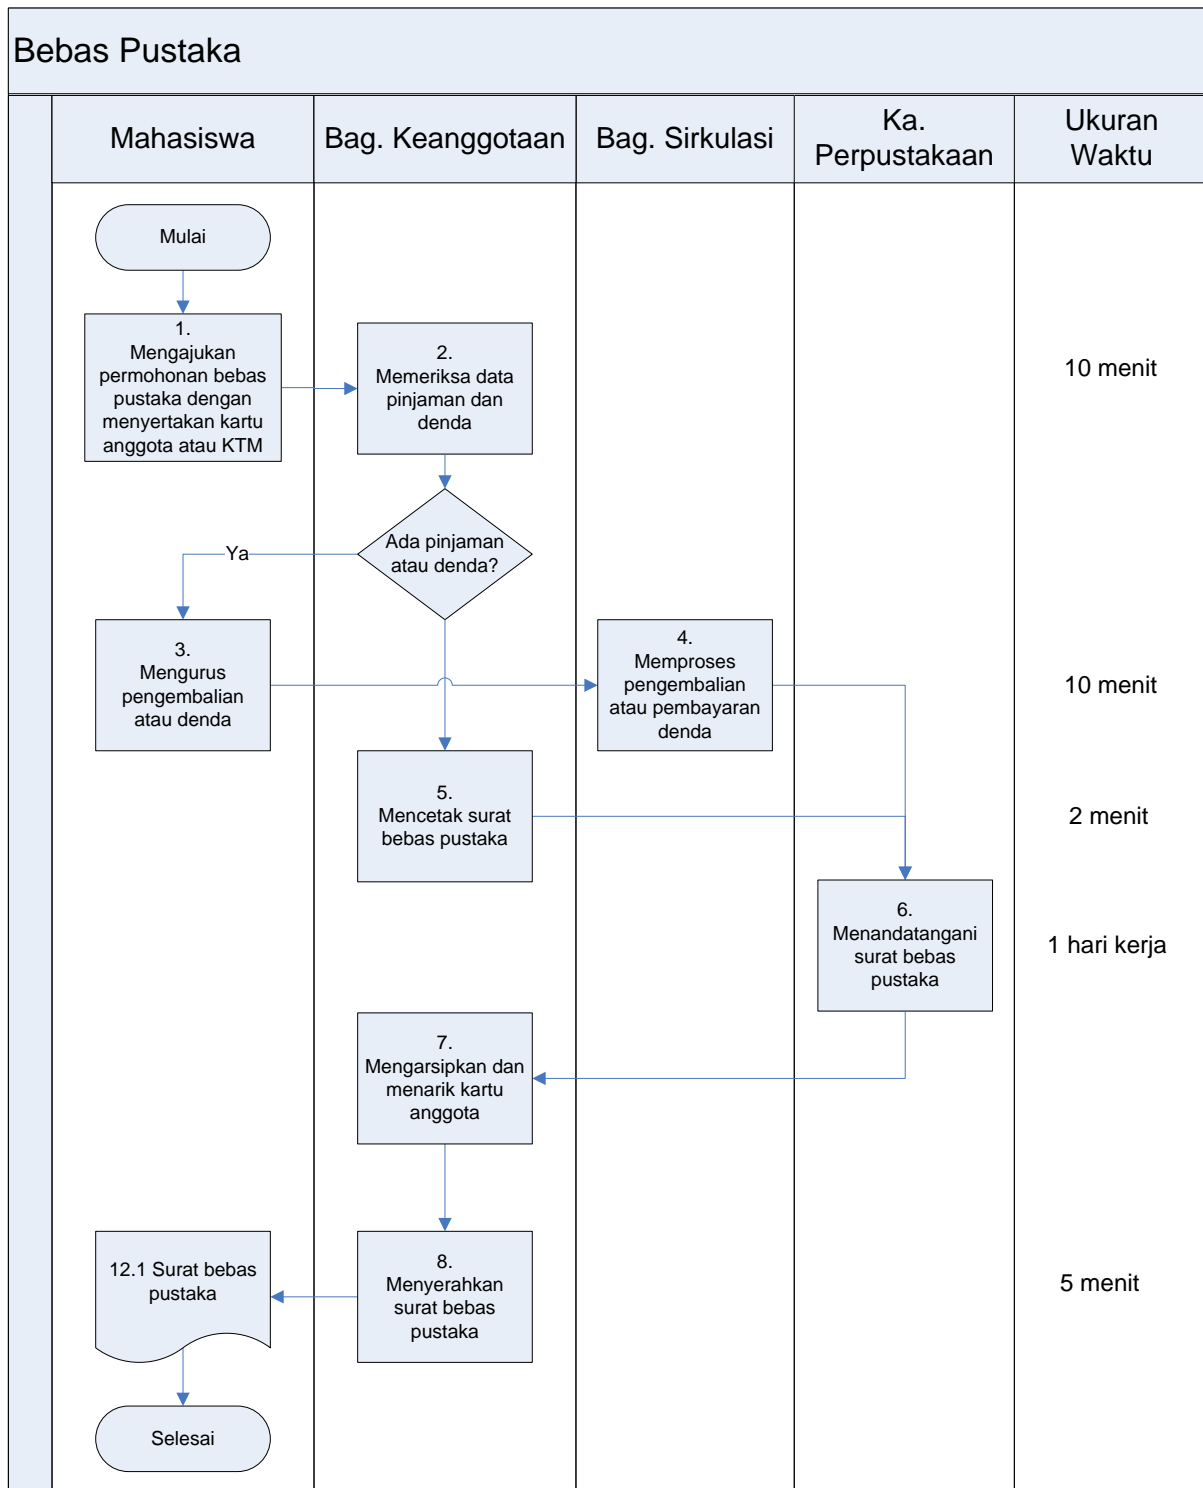 Bebas Pustaka
Mahasiswa
Bag. Keanggotaan
Bag. Sirkulasi
Ka.
Perpustakaan
Ukuran
Waktu
Mulai
1.
Mengajukan
permohonan bebas
pustaka dengan
menyertakan kartu
anggota atau KTM
2.
Memeriksa data
pinjaman dan
denda
10 menit
Ada pinjaman
atau denda?
Ya
3.
Mengurus
pengembalian
atau denda
4.
Memproses
pengembalian
atau pembayaran
denda
10 menit
5.
Mencetak surat
bebas pustaka
2 menit
6.
Menandatangani
surat bebas
pustaka
1 hari kerja
7.
Mengarsipkan dan
menarik kartu
anggota
12.1 Surat bebas
pustaka
8.
Menyerahkan
surat bebas
pustaka
5 menit
Selesai